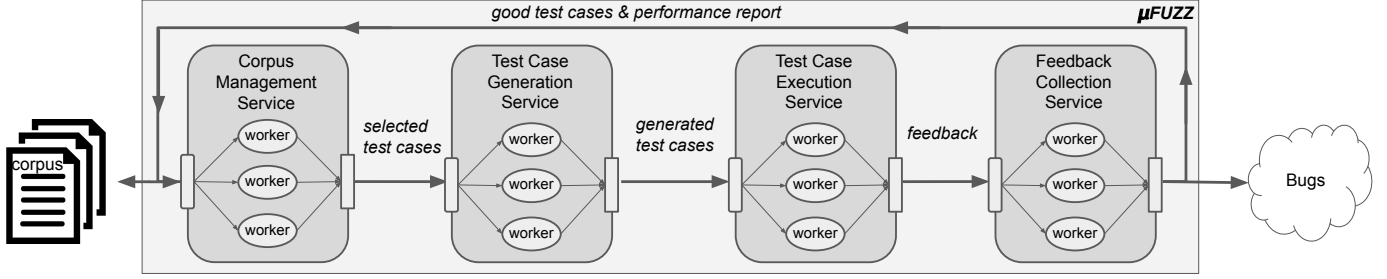 good test cases & performance report
µFUZZ
Corpus
Management
Service
worker
worker
worker
selected
test cases
Test Case
Generation
Service
worker
worker
worker
generated
test cases
Test Case
Execution
Service
worker
worker
worker
feedback
Feedback
Collection
Service
worker
worker
worker
corpus
Bugs